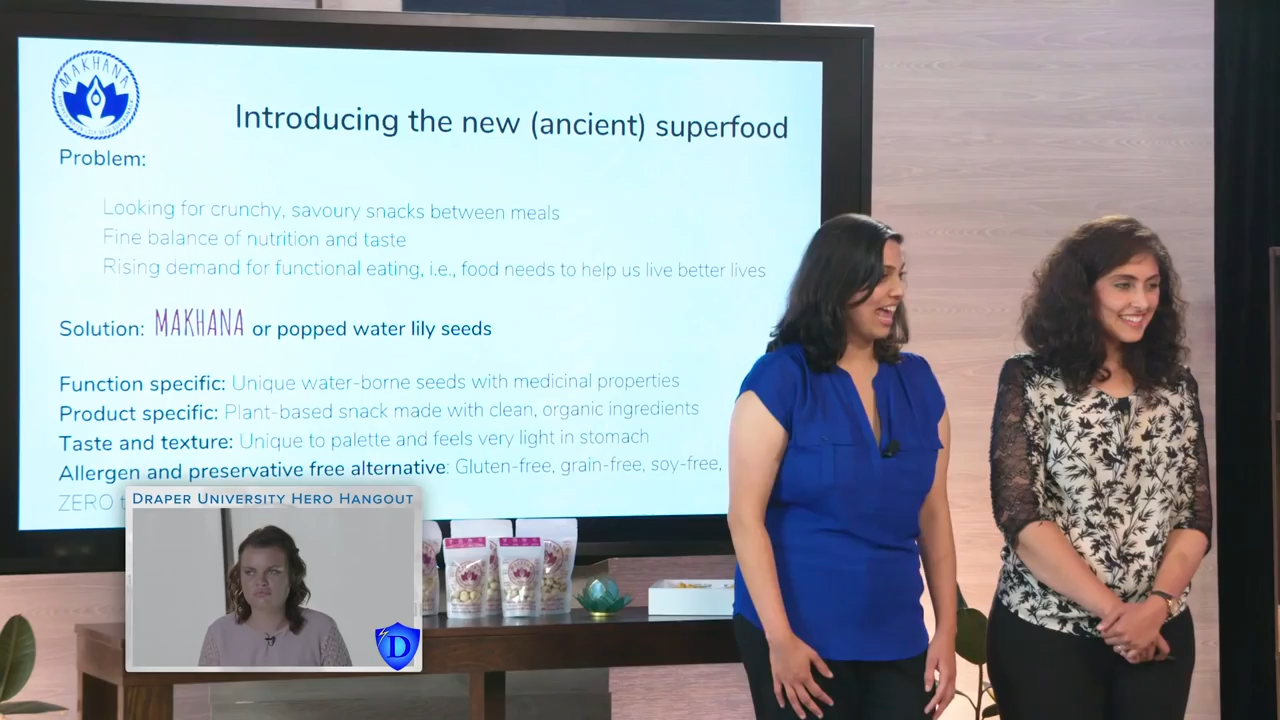 MAKHANA
Introducing the new (ancient) superfood
Problem:
Looking for crunchy, savoury snacks between meals
Fine balance of nutrition and taste
Rising demand for functional eating, i.e., food needs to help us live better lives
Solution: MAKHANA or popped water lily seeds
Function specific: Unique water-borne seeds with medicinal properties
Product specific: Plant-based snack made with clean, organic ingredients
Taste and texture: Unique to palette and feels very light in stomach
Allergen and preservative free alternative: Gluten-free, grain-free, soy-free,
ZERO
DRAPER UNIVERSITY HERO HANGOUT
D